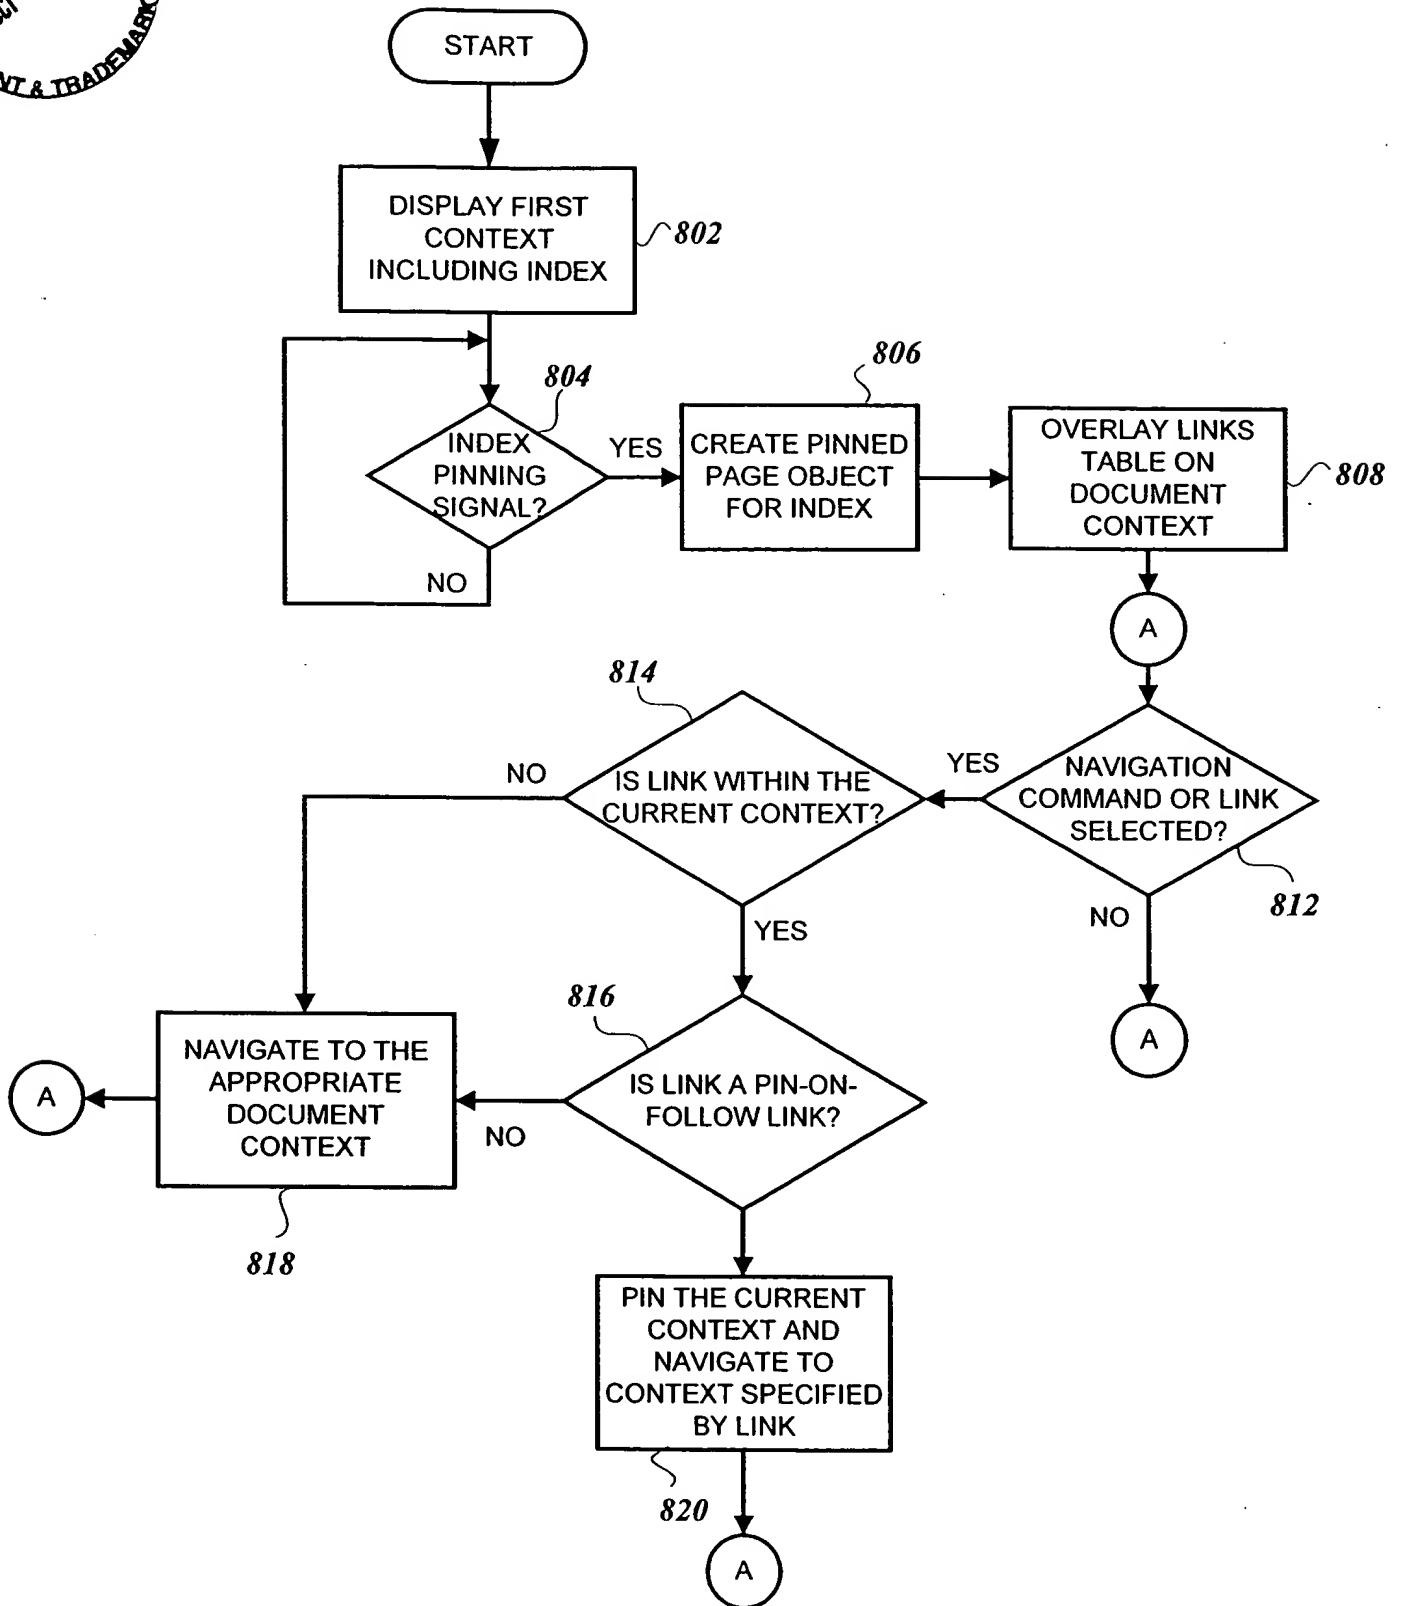 NT & TRADEMARK
START
DISPLAY FIRST
CONTEXT
INCLUDING INDEX
802
804
INDEX
PINNING
SIGNAL?
YES
NO
806
CREATE PINNED
PAGE OBJECT
FOR INDEX
OVERLAY LINKS
TABLE ON
DOCUMENT
CONTEXT
808
A
NAVIGATION
COMMAND OR LINK
SELECTED?
812
YES
NO
A
814
IS LINK WITHIN THE
CURRENT CONTEXT?
NO
YES
816
IS LINK A PIN-ON-
FOLLOW LINK?
NO
NAVIGATE TO THE
APPROPRIATE
DOCUMENT
CONTEXT
818
A
PIN THE CURRENT
CONTEXT AND
NAVIGATE TO
CONTEXT SPECIFIED
BY LINK
820
A